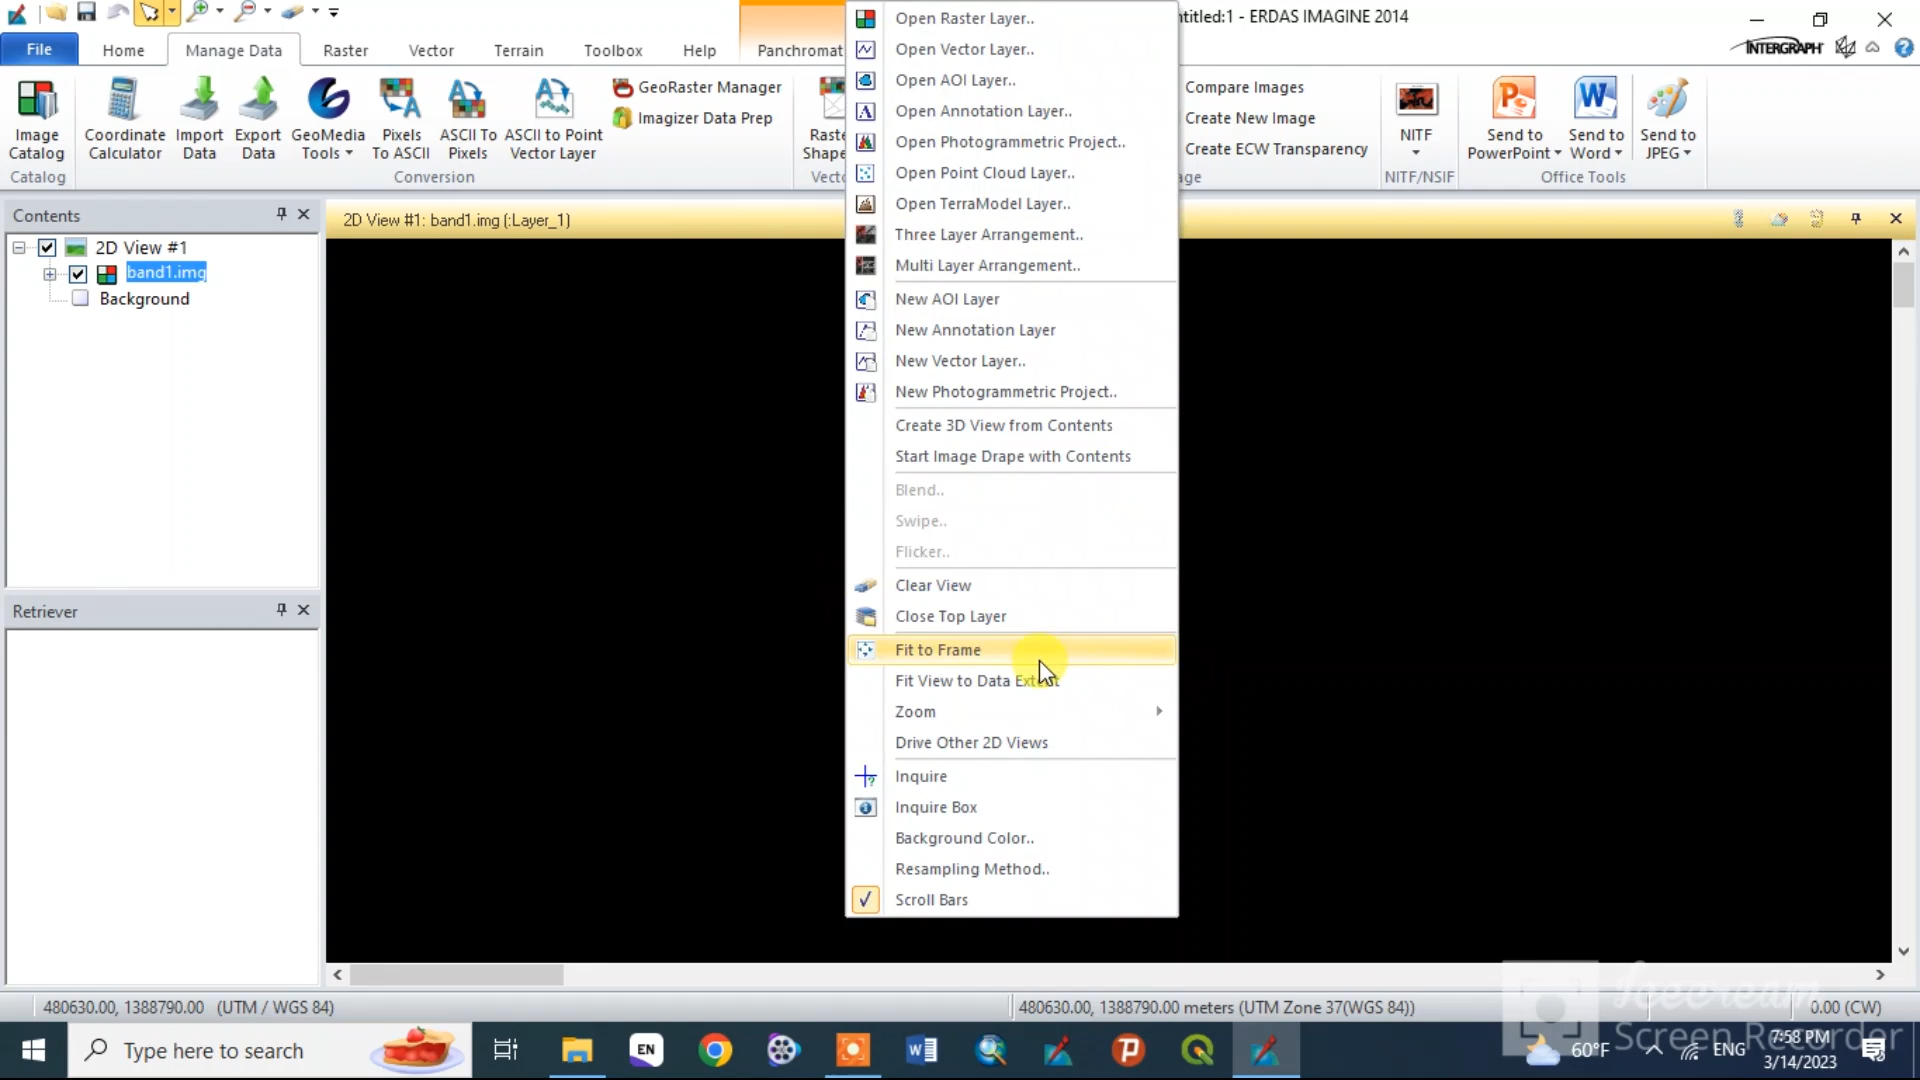 ntitled:1 - ERDAS IMAGINE 2014
File
Home
Manage Data
Raster
Vector
Terrain
Toolbox
Help
Panchromat
INTERGRAPH
Image
Catalog
Catalog
Coordinate
Calculator
Import
Data
Export
Data
GeoMedia
Tools
Pixels
To ASCII
ASCII To
Pixels
ASCII to Point
Vector Layer
GeoRaster Manager
Imagizer Data Prep
Conversion
Raste
Shape
Vecto
Compare Images
Create New Image
Create ECW Transparency
ge
NITF
NITF/NSIF
Send to
PowerPoint
Send to
Word
Send to
JPEG
Office Tools
Contents
2D View #1
band1.img
Background
Retriever
2D View #1: band1.img (:Layer_1)
Open Raster Layer..
Open Vector Layer..
Open AOI Layer..
Open Annotation Layer..
Open Photogrammetric Project..
Open Point Cloud Layer..
Open TerraModel Layer..
Three Layer Arrangement..
Multi Layer Arrangement..
New AOI Layer
New Annotation Layer
New Vector Layer..
New Photogrammetric Project..
Create 3D View from Contents
Start Image Drape with Contents
Blend..
Swipe..
Flicker..
Clear View
Close Top Layer
Fit to Frame
Fit View to Data Extent
Zoom
Drive Other 2D Views
Inquire
Inquire Box
Background Color..
Resampling Method..
Scroll Bars
480630.00, 1388790.00 (UTM / WGS 84)
480630.00, 1388790.00 meters (UTM Zone 37(WGS 84))
0.00 (CW)
Icecream
Screen Recorder
Type here to search
EN
60°F
ENG
7:58 PM
3/14/2023